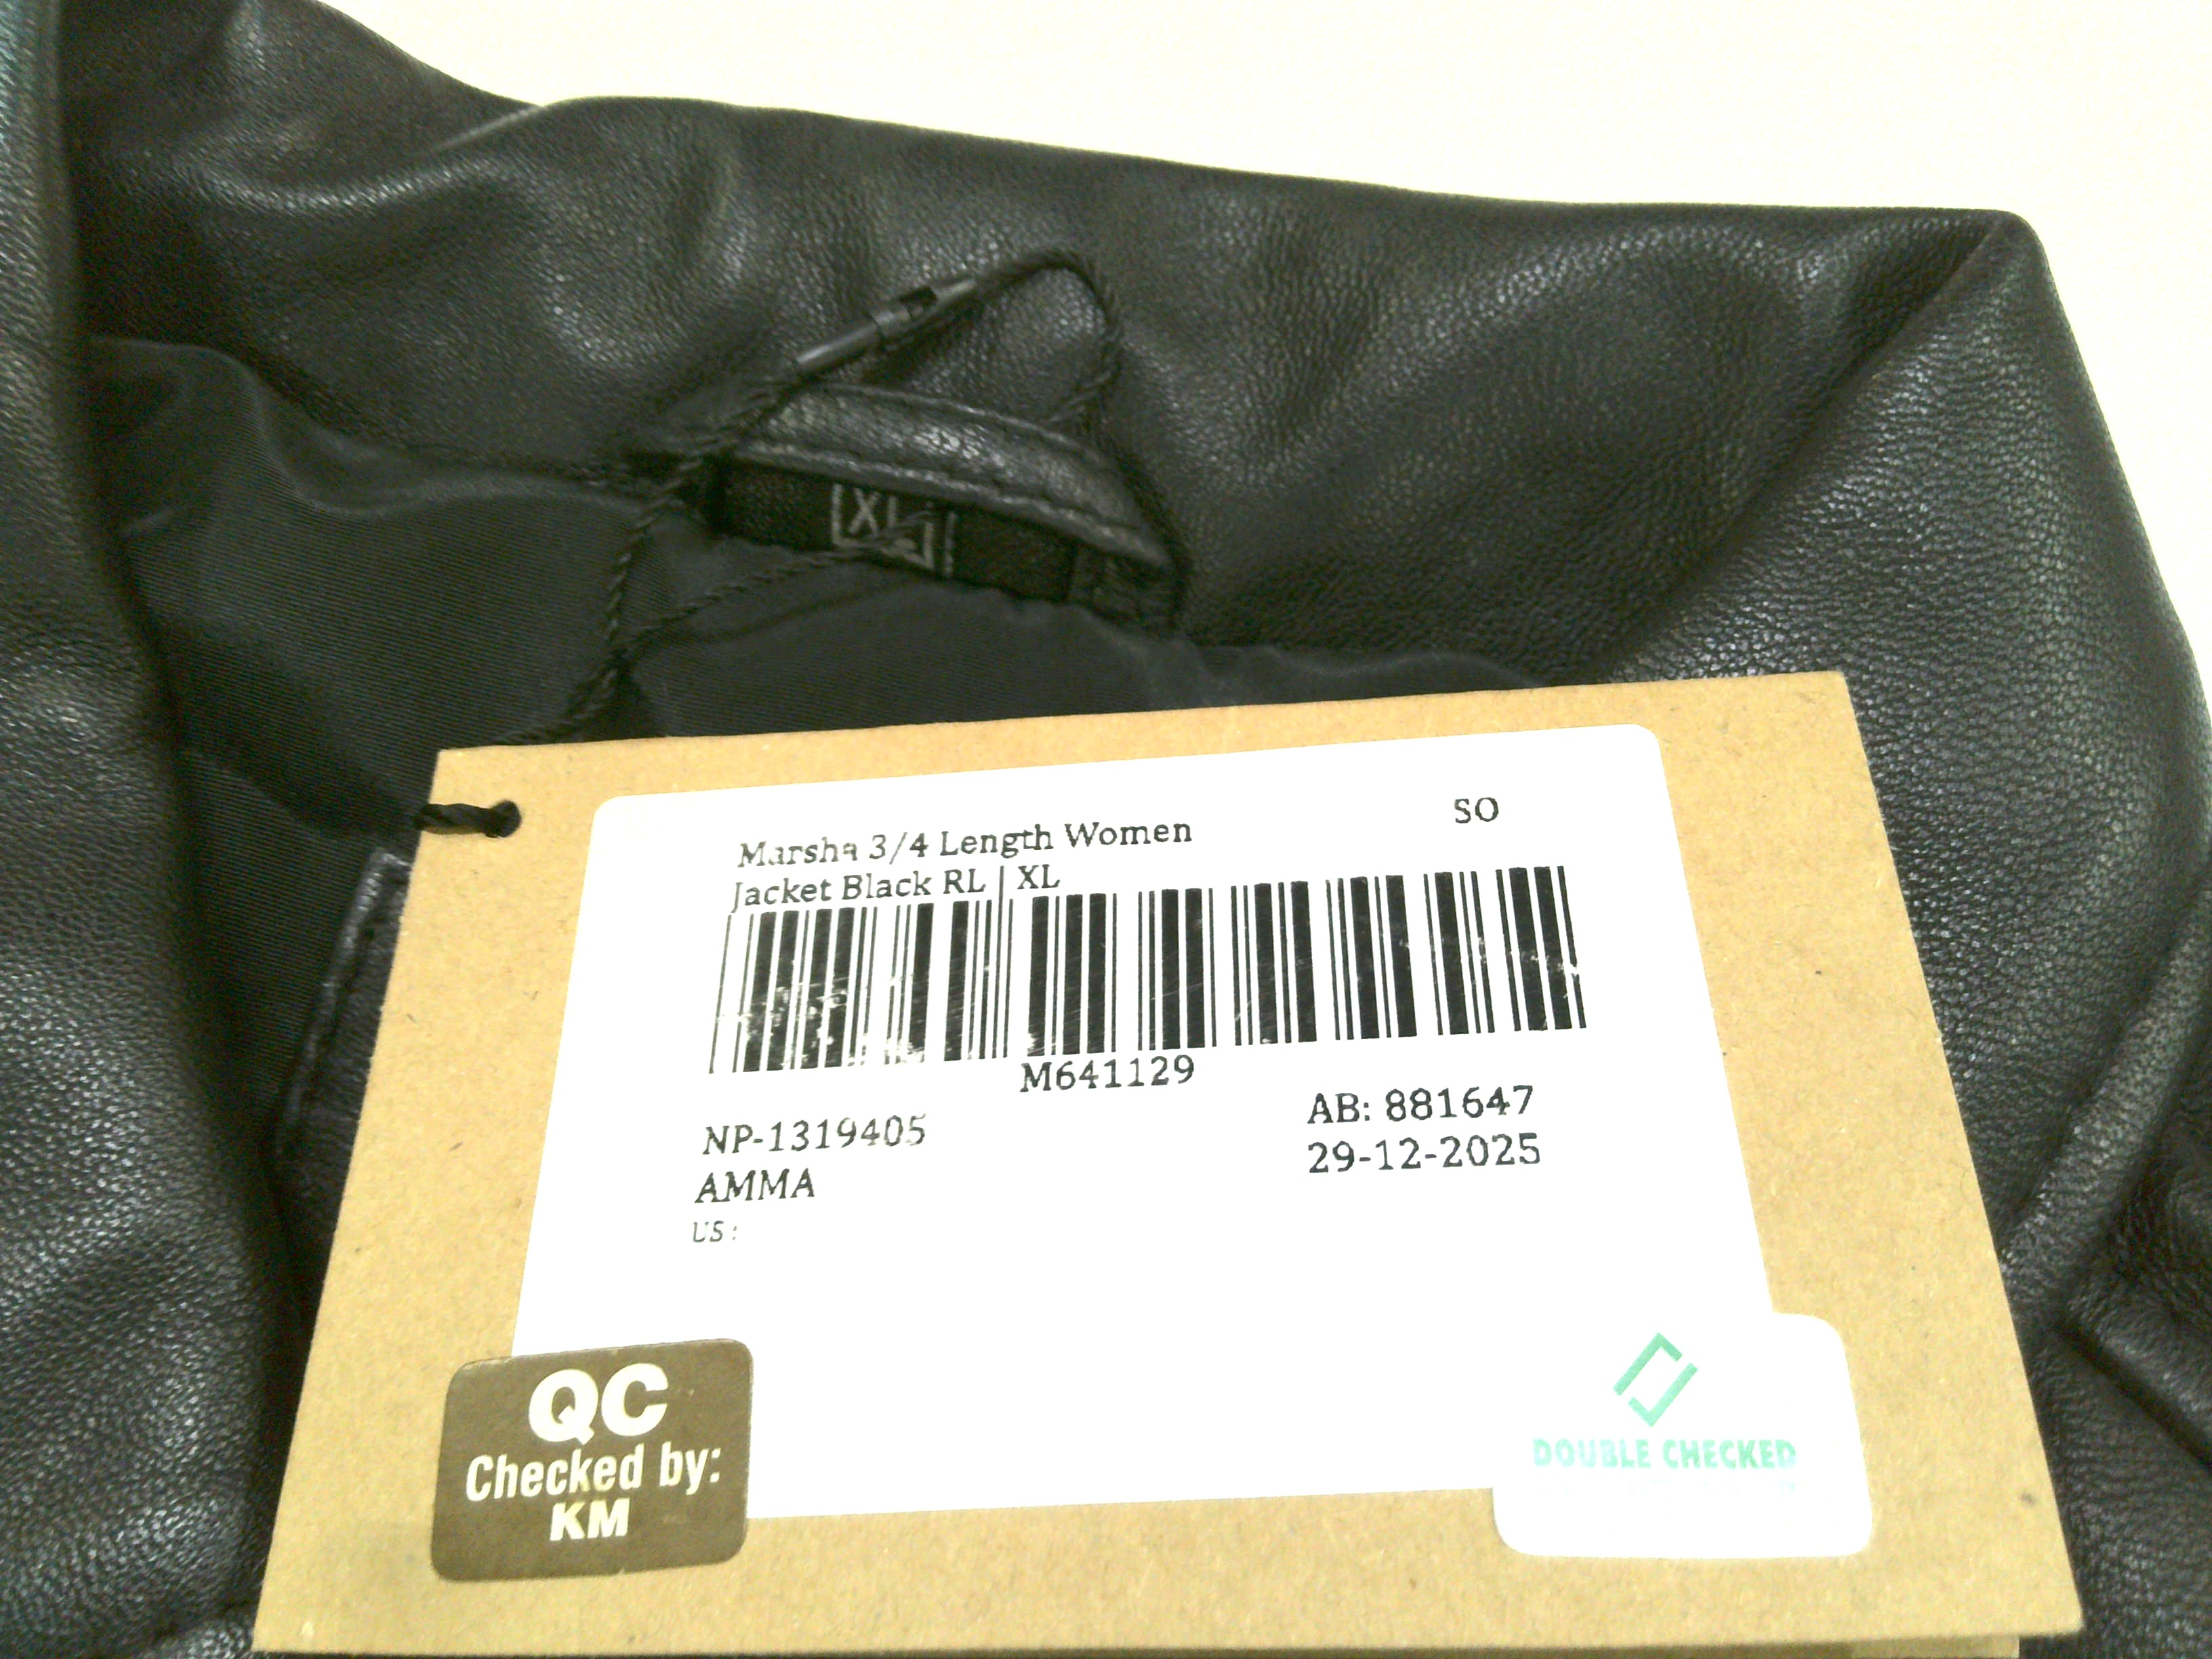 XL
Marsha 3/4 Length Women
SO
Jacket Black RL | XL
M641129
NP-1319405
AB: 881647
AMMA
29-12-2025
US:
QC
Checked by:
KM
DOUBLE CHECKED